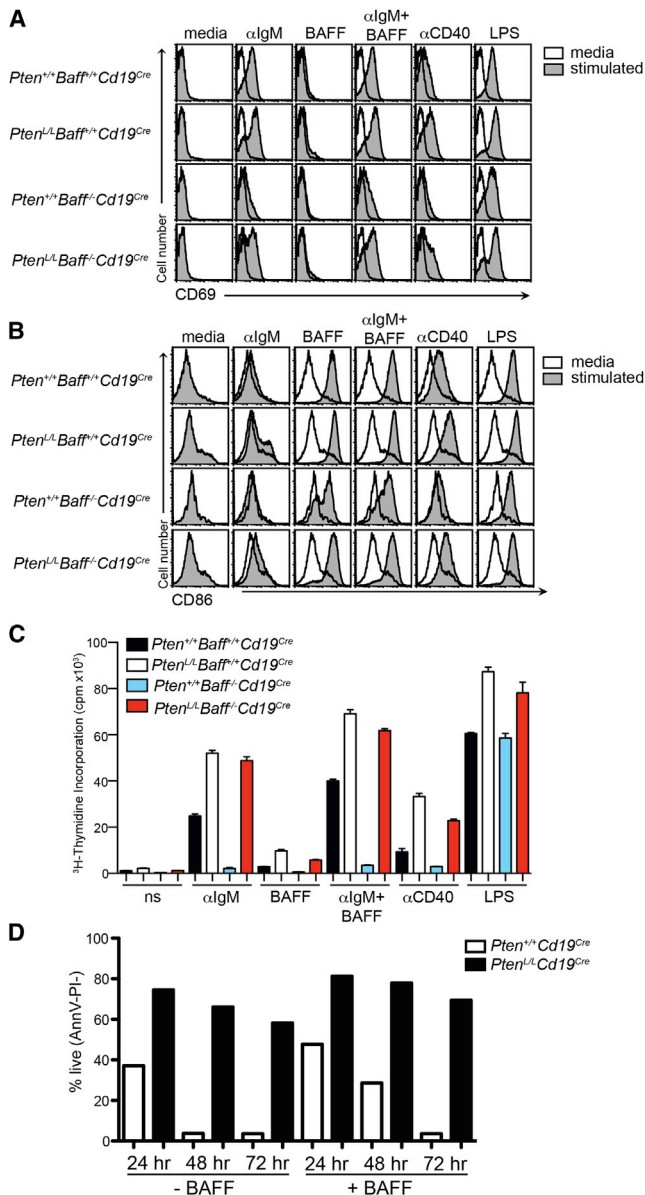 A
media αIgM BAFF αIgM+ BAFF αCD40 LPS
media
stimulated
Pten+/+Baff+/+Cd19Cre
PtenL/LBaff+/+Cd19Cre
Pten+/+Baff-/-Cd19Cre
PtenL/LBaff-/-Cd19Cre
Cell number
CD69
B
media αIgM BAFF αIgM+ BAFF αCD40 LPS
media
stimulated
Pten+/+Baff+/+Cd19Cre
PtenL/LBaff+/+Cd19Cre
Pten+/+Baff-/-Cd19Cre
PtenL/LBaff-/-Cd19Cre
Cell number
CD86
C
3H-Thymidine Incorporation (cpm x103)
100
80
60
40
20
0
Pten+/+Baff+/+Cd19Cre
PtenL/LBaff+/+Cd19Cre
Pten+/+Baff-/-Cd19Cre
PtenL/LBaff-/-Cd19Cre
ns αIgM BAFF αIgM+ BAFF αCD40 LPS
D
% live (AnnV-PI-)
100
80
60
40
20
0
Pten+/+Cd19Cre
PtenL/LCd19Cre
24 hr 48 hr 72 hr 24 hr 48 hr 72 hr
- BAFF + BAFF